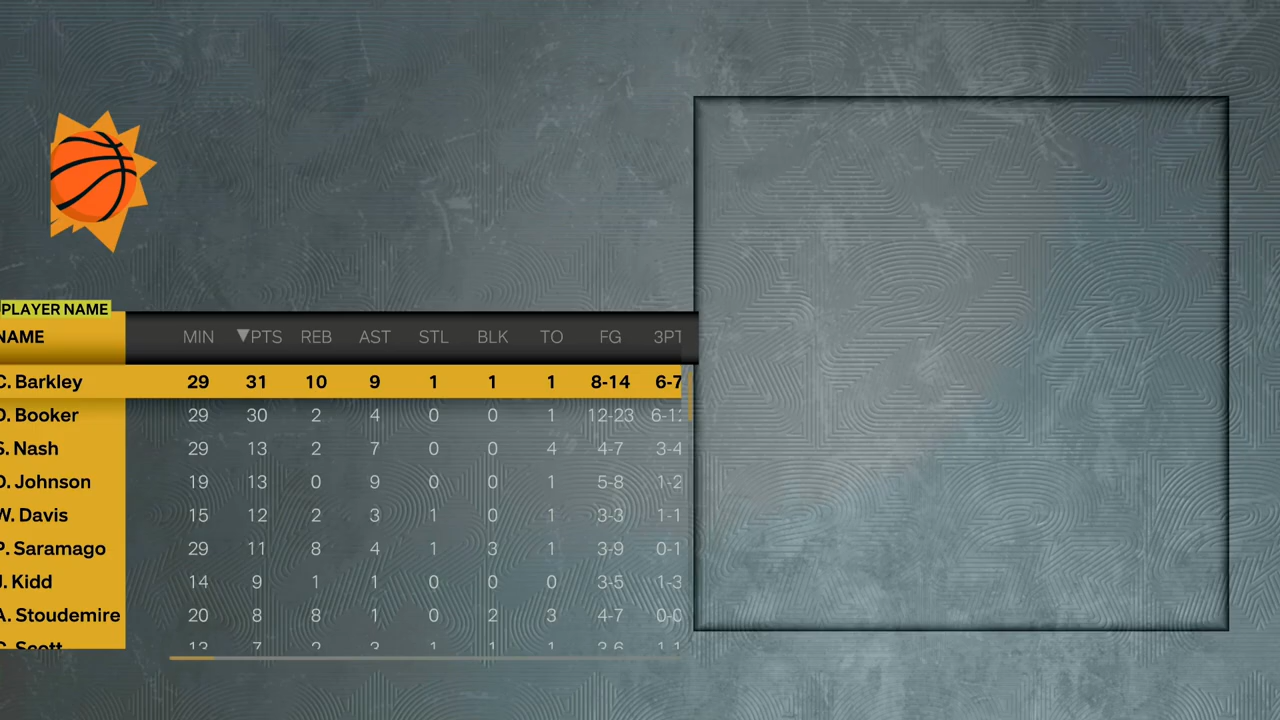 PLAYER NAME
NAME MIN ▼PTS REB AST STL BLK TO FG 3PT
C. Barkley 29 31 10 9 1 1 1 8-14 6-7
D. Booker 29 30 2 4 0 0 1 12-23
S. Nash 29 13 2 7 0 0 4 4-7 3-4
D. Johnson 19 13 0 9 0 0 1 5-8 1-2
W. Davis 15 12 2 3 1 0 1 3-3 1-1
P. Saramago 29 11 8 4 1 3 1 3-9 0-1
J. Kidd 14 9 1 1 0 0 0 3-5 1-3
A. Stoudemire 20 8 8 1 0 2 3 4-7 0-0
Scott 13 7 2